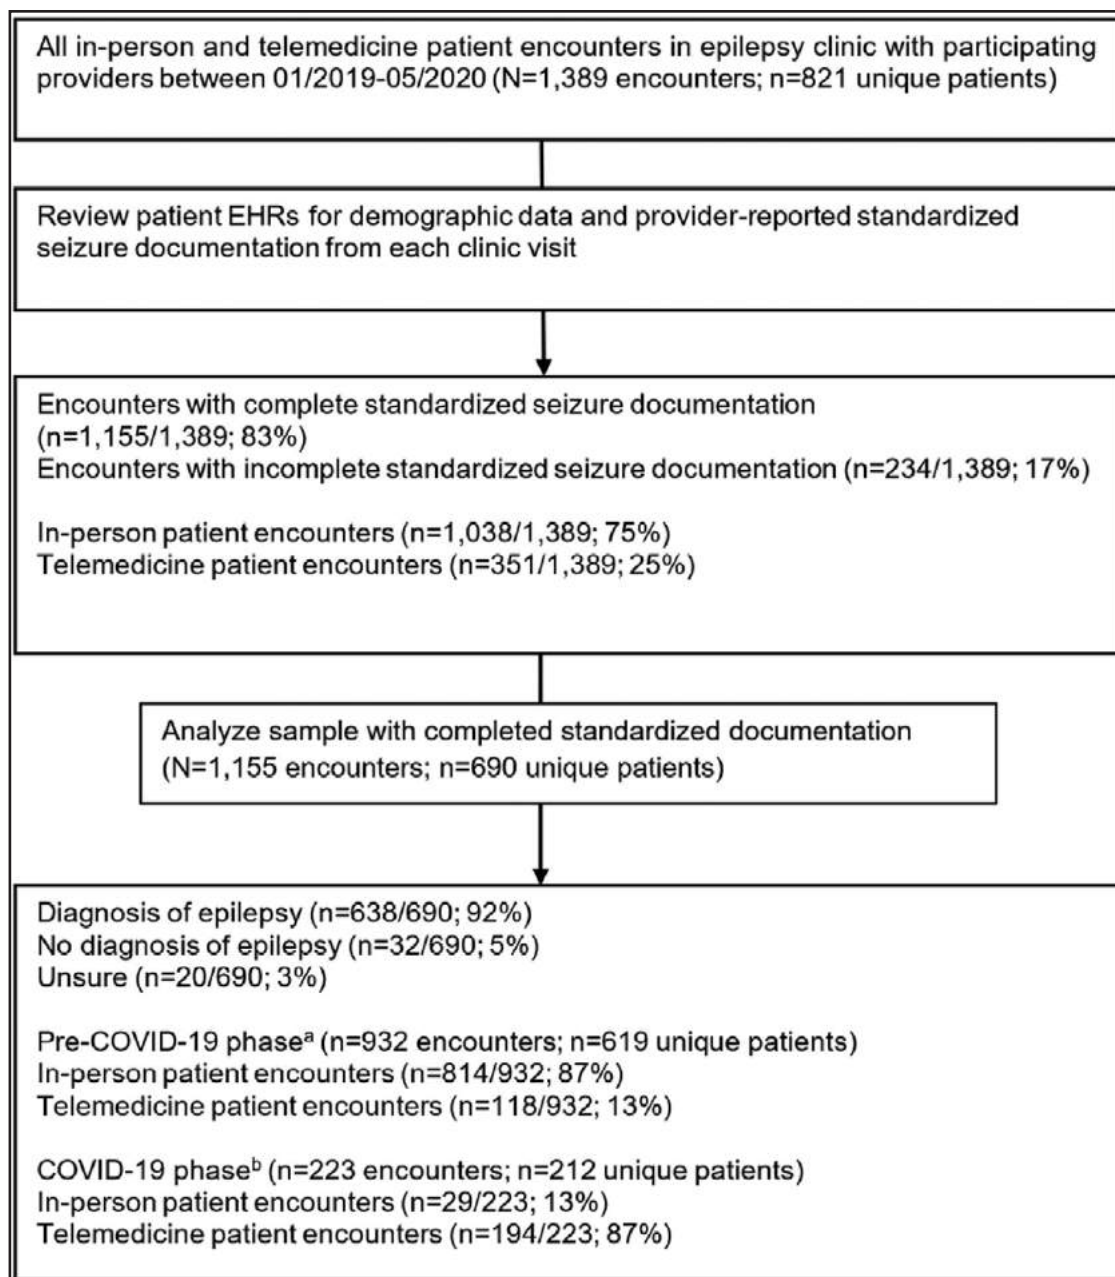 All in-person and telemedicine patient encounters in epilepsy clinic with participating
providers between 01/2019-05/2020 (N=1,389 encounters; n=821 unique patients)
Review patient EHRs for demographic data and provider-reported standardized
seizure documentation from each clinic visit
Encounters with complete standardized seizure documentation
(n=1,155/1,389; 83%)
Encounters with incomplete standardized seizure documentation (n=234/1,389; 17%)
In-person patient encounters (n=1,038/1,389; 75%)
Telemedicine patient encounters (n=351/1,389; 25%)
Analyze sample with completed standardized documentation
(N=1,155 encounters; n=690 unique patients)
Diagnosis of epilepsy (n=638/690; 92%)
No diagnosis of epilepsy (n=32/690; 5%)
Unsure (n=20/690; 3%)
Pre-COVID-19 phaseᵃ (n=932 encounters; n=619 unique patients)
In-person patient encounters (n=814/932; 87%)
Telemedicine patient encounters (n=118/932; 13%)
COVID-19 phaseᵇ (n=223 encounters; n=212 unique patients)
In-person patient encounters (n=29/223; 13%)
Telemedicine patient encounters (n=194/223; 87%)